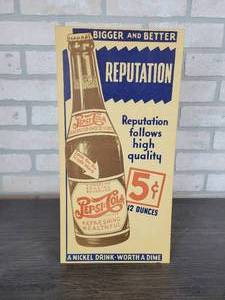 BIGGER AND BETTER
REPUTATION
Reputation
follows
high
quality
5¢
12 OUNCES
PEPSI-COLA
PEPSI-COLA
REFRESHING
HEALTHFUL
A NICKEL DRINK-WORTH A DIME